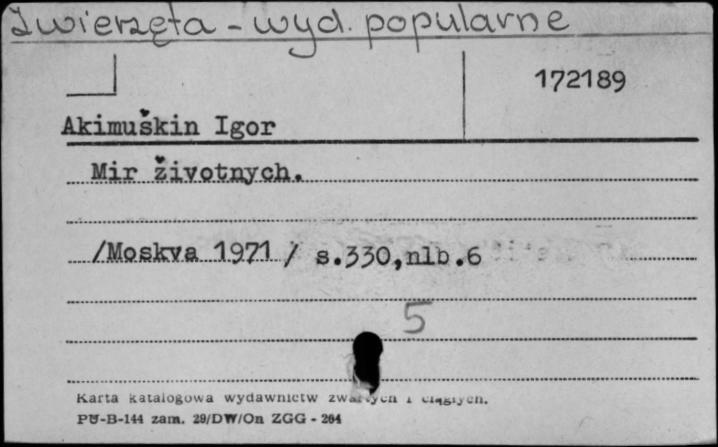 Zwierzęta - wyd. popularne
172189
Akimuškin Igor
Mir životnych.
/Moskva 1971/ s.330,nlb.6
5
Karta katalogowa wydawnictw zwartych i ciągłych.
PU-B-144 zam. 29/DW/On ZGG - 264